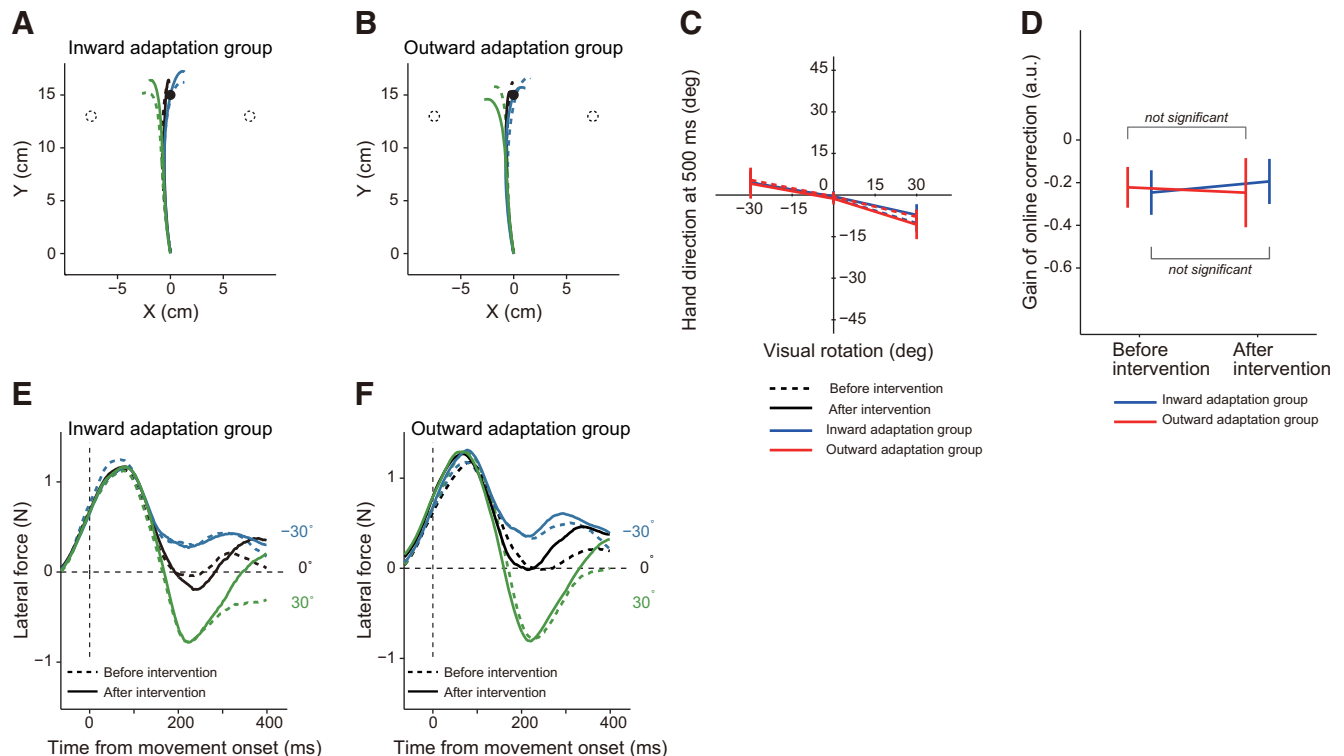 A
Inward adaptation group
15
10
5
0
Y (cm)
−5
0
5
X (cm)
B
Outward adaptation group
15
10
5
0
Y (cm)
−5
0
5
X (cm)
C
Hand direction at 500 ms (deg)
45
30
15
0
15
30
−30
−15
−15
−30
−45
Visual rotation (deg)
Before intervention
After intervention
Inward adaptation group
Outward adaptation group
D
Gain of online correction (a.u.)
0
-0.2
-0.4
-0.6
not significant
not significant
Before intervention
After intervention
Inward adaptation group
Outward adaptation group
E
Inward adaptation group
Lateral force (N)
1
0
−1
−30°
0°
30°
Before intervention
After intervention
0
200
400
Time from movement onset (ms)
F
Outward adaptation group
Lateral force (N)
1
0
−1
−30°
0°
30°
Before intervention
After intervention
0
200
400
Time from movement onset (ms)